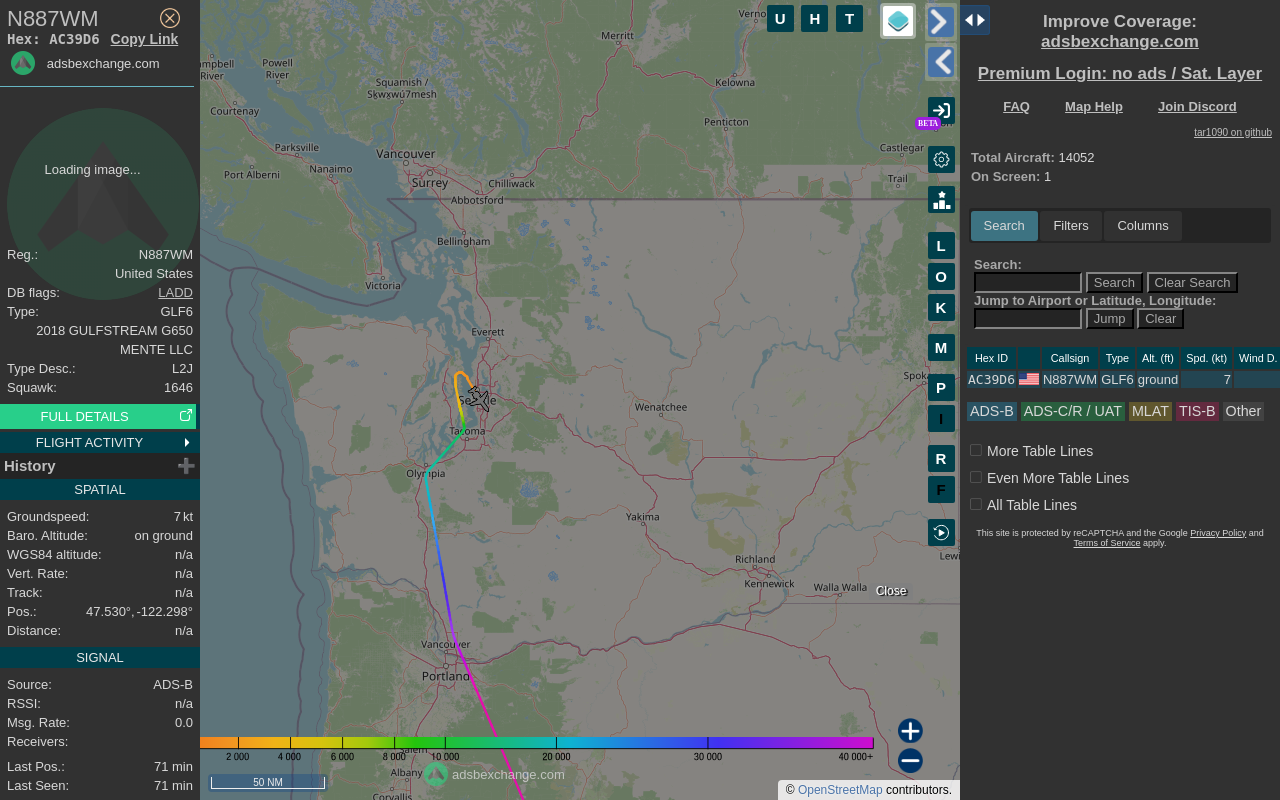 N887WM
Hex: AC39D6 Copy Link
adsbexchange.com
Loading image...
Reg.: N887WM
United States
DB flags: LADD
Type: GLF6
2018 GULFSTREAM G650
MENTE LLC
Type Desc.: L2J
Squawk: 1646
FULL DETAILS
FLIGHT ACTIVITY
History
SPATIAL
Groundspeed: 7 kt
Baro. Altitude: on ground
WGS84 altitude: n/a
Vert. Rate: n/a
Track: n/a
Pos.: 47.530°, -122.298°
Distance: n/a
SIGNAL
Source: ADS-B
RSSI: n/a
Msg. Rate: 0.0
Receivers:
Last Pos.: 71 min
Last Seen: 71 min
Merritt
Powell
River
River
Squamish /
Sḵwx̱wú7mesh
Kelowna
Courtenay
Penticton
Parksville
Vancouver
Castlegar
Nanaimo
Port Alberni
Surrey
Chilliwack
Trail
Abbotsford
Bellingham
Victoria
Everett
Tacoma
Wenatchee
Olympia
Yakima
Richland
Kennewick
Walla Walla
Close
Vancouver
Portland
Albany
Corvallis
U H T
BETA
L
O
K
M
P
I
R
F
2 000 4 000 6 000 8 000 10 000 20 000 30 000 40 000+
adsbexchange.com
50 NM
© OpenStreetMap contributors.
Improve Coverage:
adsbexchange.com
Premium Login: no ads / Sat. Layer
FAQ Map Help Join Discord
tar1090 on github
Total Aircraft: 14052
On Screen: 1
Search Filters Columns
Search:
Search Clear Search
Jump to Airport or Latitude, Longitude:
Jump Clear
Hex ID Callsign Type Alt. (ft) Spd. (kt) Wind D.
AC39D6 N887WM GLF6 ground 7
ADS-B ADS-C/R / UAT MLAT TIS-B Other
More Table Lines
Even More Table Lines
All Table Lines
This site is protected by reCAPTCHA and the Google Privacy Policy and
Terms of Service apply.